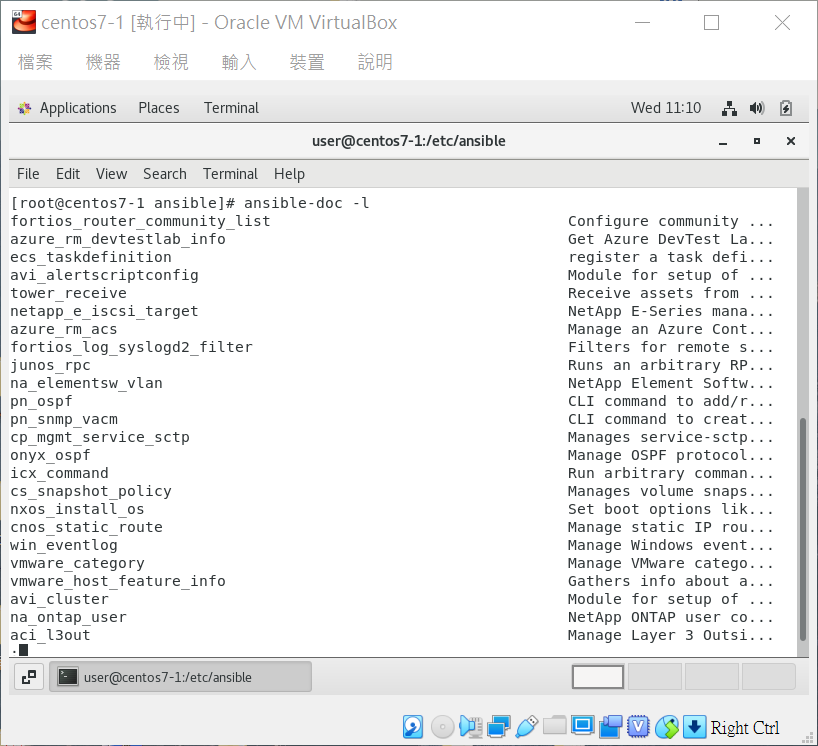 centos7-1 [執行中] - Oracle VM VirtualBox
檔案 機器 檢視 輸入 裝置 說明
Applications Places Terminal Wed 11:10
user@centos7-1:/etc/ansible
File Edit View Search Terminal Help
[root@centos7-1 ansible]# ansible-doc -l
fortios_router_community_list Configure community ...
azure_rm_devtestlab_info Get Azure DevTest La...
ecs_taskdefinition register a task defi...
avi_alertscriptconfig Module for setup of ...
tower_receive Receive assets from ...
netapp_e_iscsi_target NetApp E-Series mana...
azure_rm_acs Manage an Azure Cont...
fortios_log_syslogd2_filter Filters for remote s...
junos_rpc Runs an arbitrary RP...
na_elementsw_vlan NetApp Element Softw...
pn_ospf CLI command to add/r...
pn_snmp_vacm CLI command to creat...
cp_mgmt_service_sctp Manages service-sctp...
onyx_ospf Manage OSPF protocol...
icx_command Run arbitrary comman...
cs_snapshot_policy Manages volume snaps...
nxos_install_os Set boot options lik...
cnos_static_route Manage static IP rou...
win_eventlog Manage Windows event...
vmware_category Manage VMware catego...
vmware_host_feature_info Gathers info about a...
avi_cluster Module for setup of ...
na_ontap_user NetApp ONTAP user co...
aci_l3out Manage Layer 3 Outsi...
.
user@centos7-1:/etc/ansible
Right Ctrl